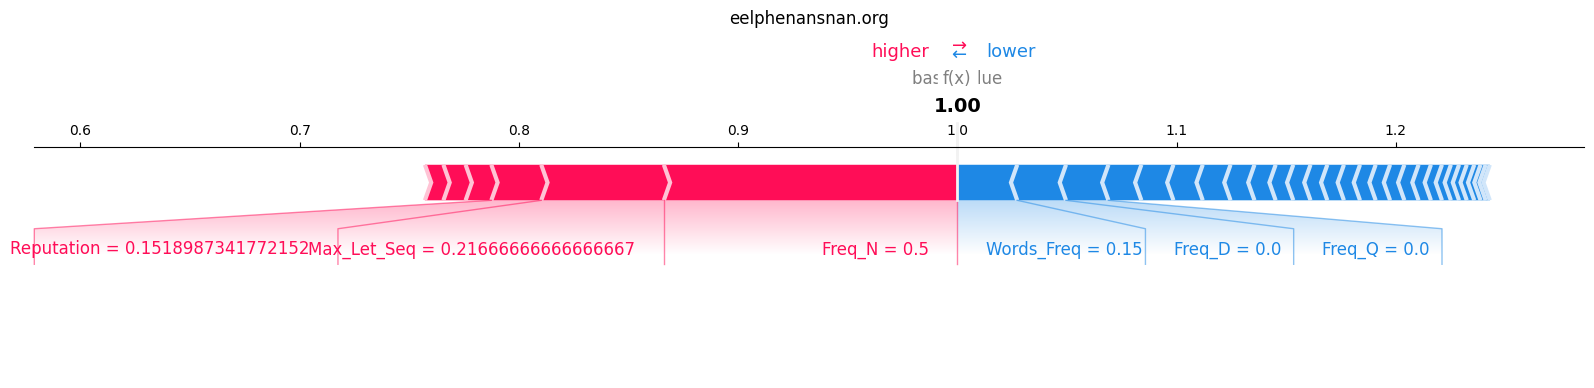 eelphenansnan.org
higher → ← lower
bas f(x) lue
1.00
0.6 0.7 0.8 0.9 1 0 1.1 1.2
Reputation = 0.1518987341772152 Max_Let_Seq = 0.21666666666666667 Freq_N = 0.5 Words_Freq = 0.15 Freq_D = 0.0 Freq_Q = 0.0